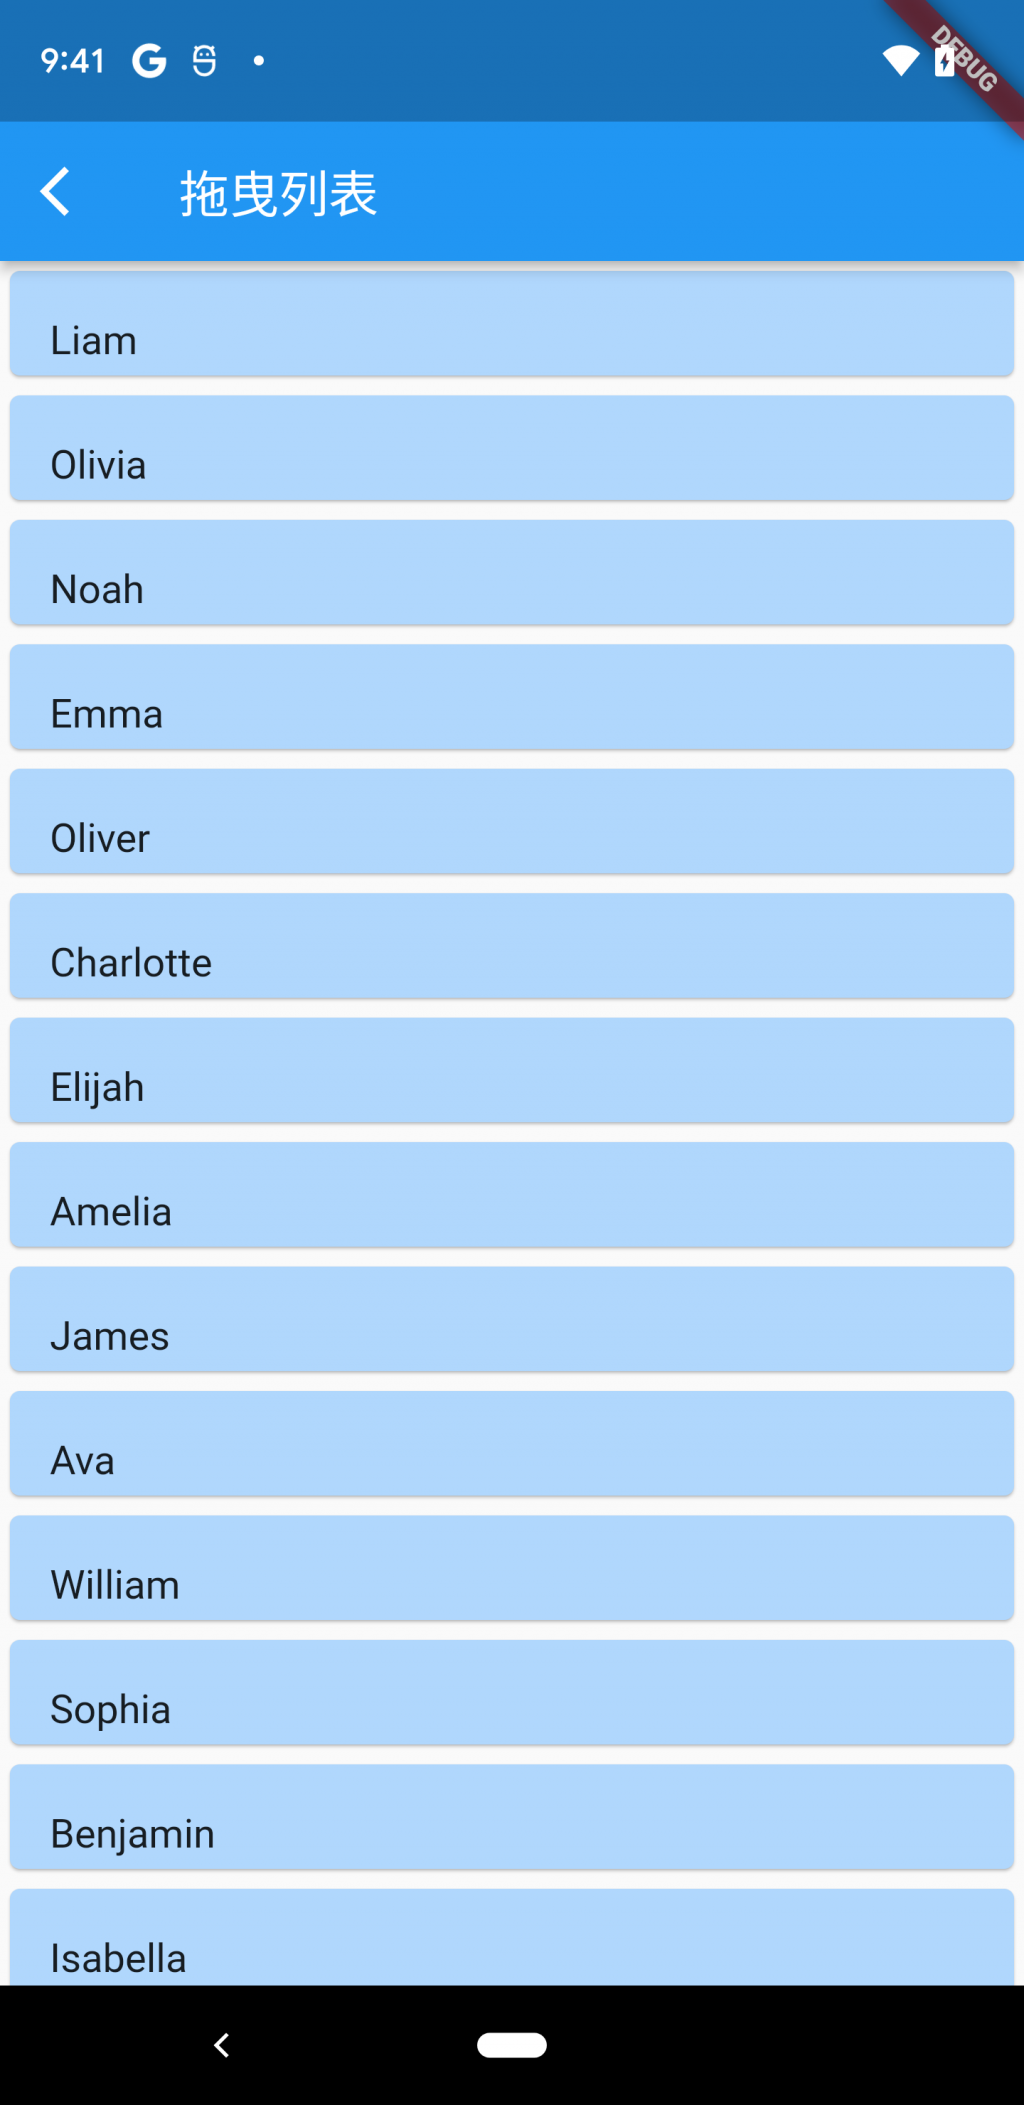 9:41
DEBUG
拖曳列表
Liam
Olivia
Noah
Emma
Oliver
Charlotte
Elijah
Amelia
James
Ava
William
Sophia
Benjamin
Isabella